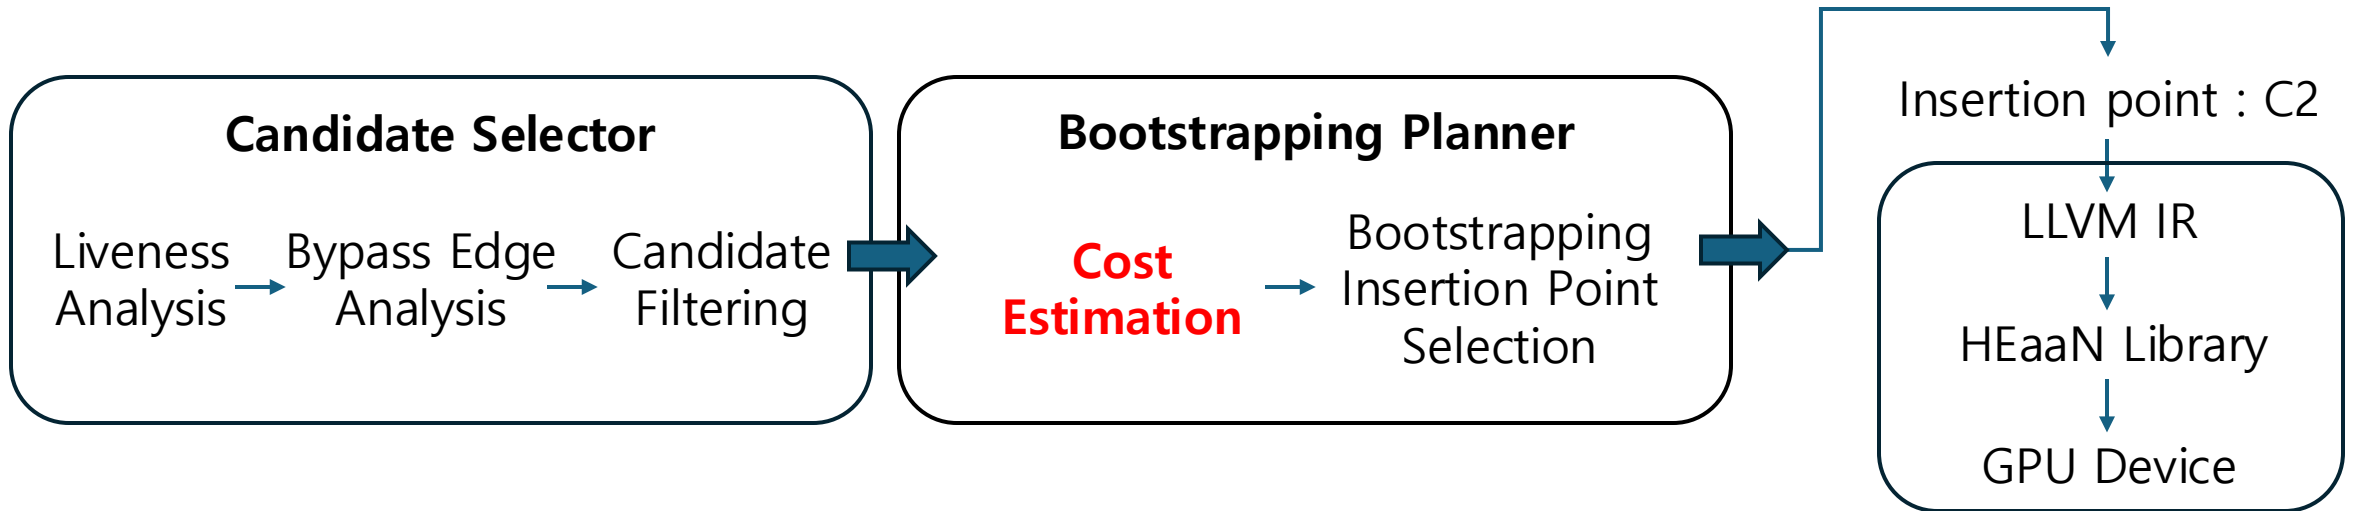 Candidate Selector
Liveness
Analysis
Bypass Edge
Analysis
Candidate
Filtering
Bootstrapping Planner
Cost
Estimation
Bootstrapping
Insertion Point
Selection
Insertion point : C2
LLVM IR
HEaaN Library
GPU Device